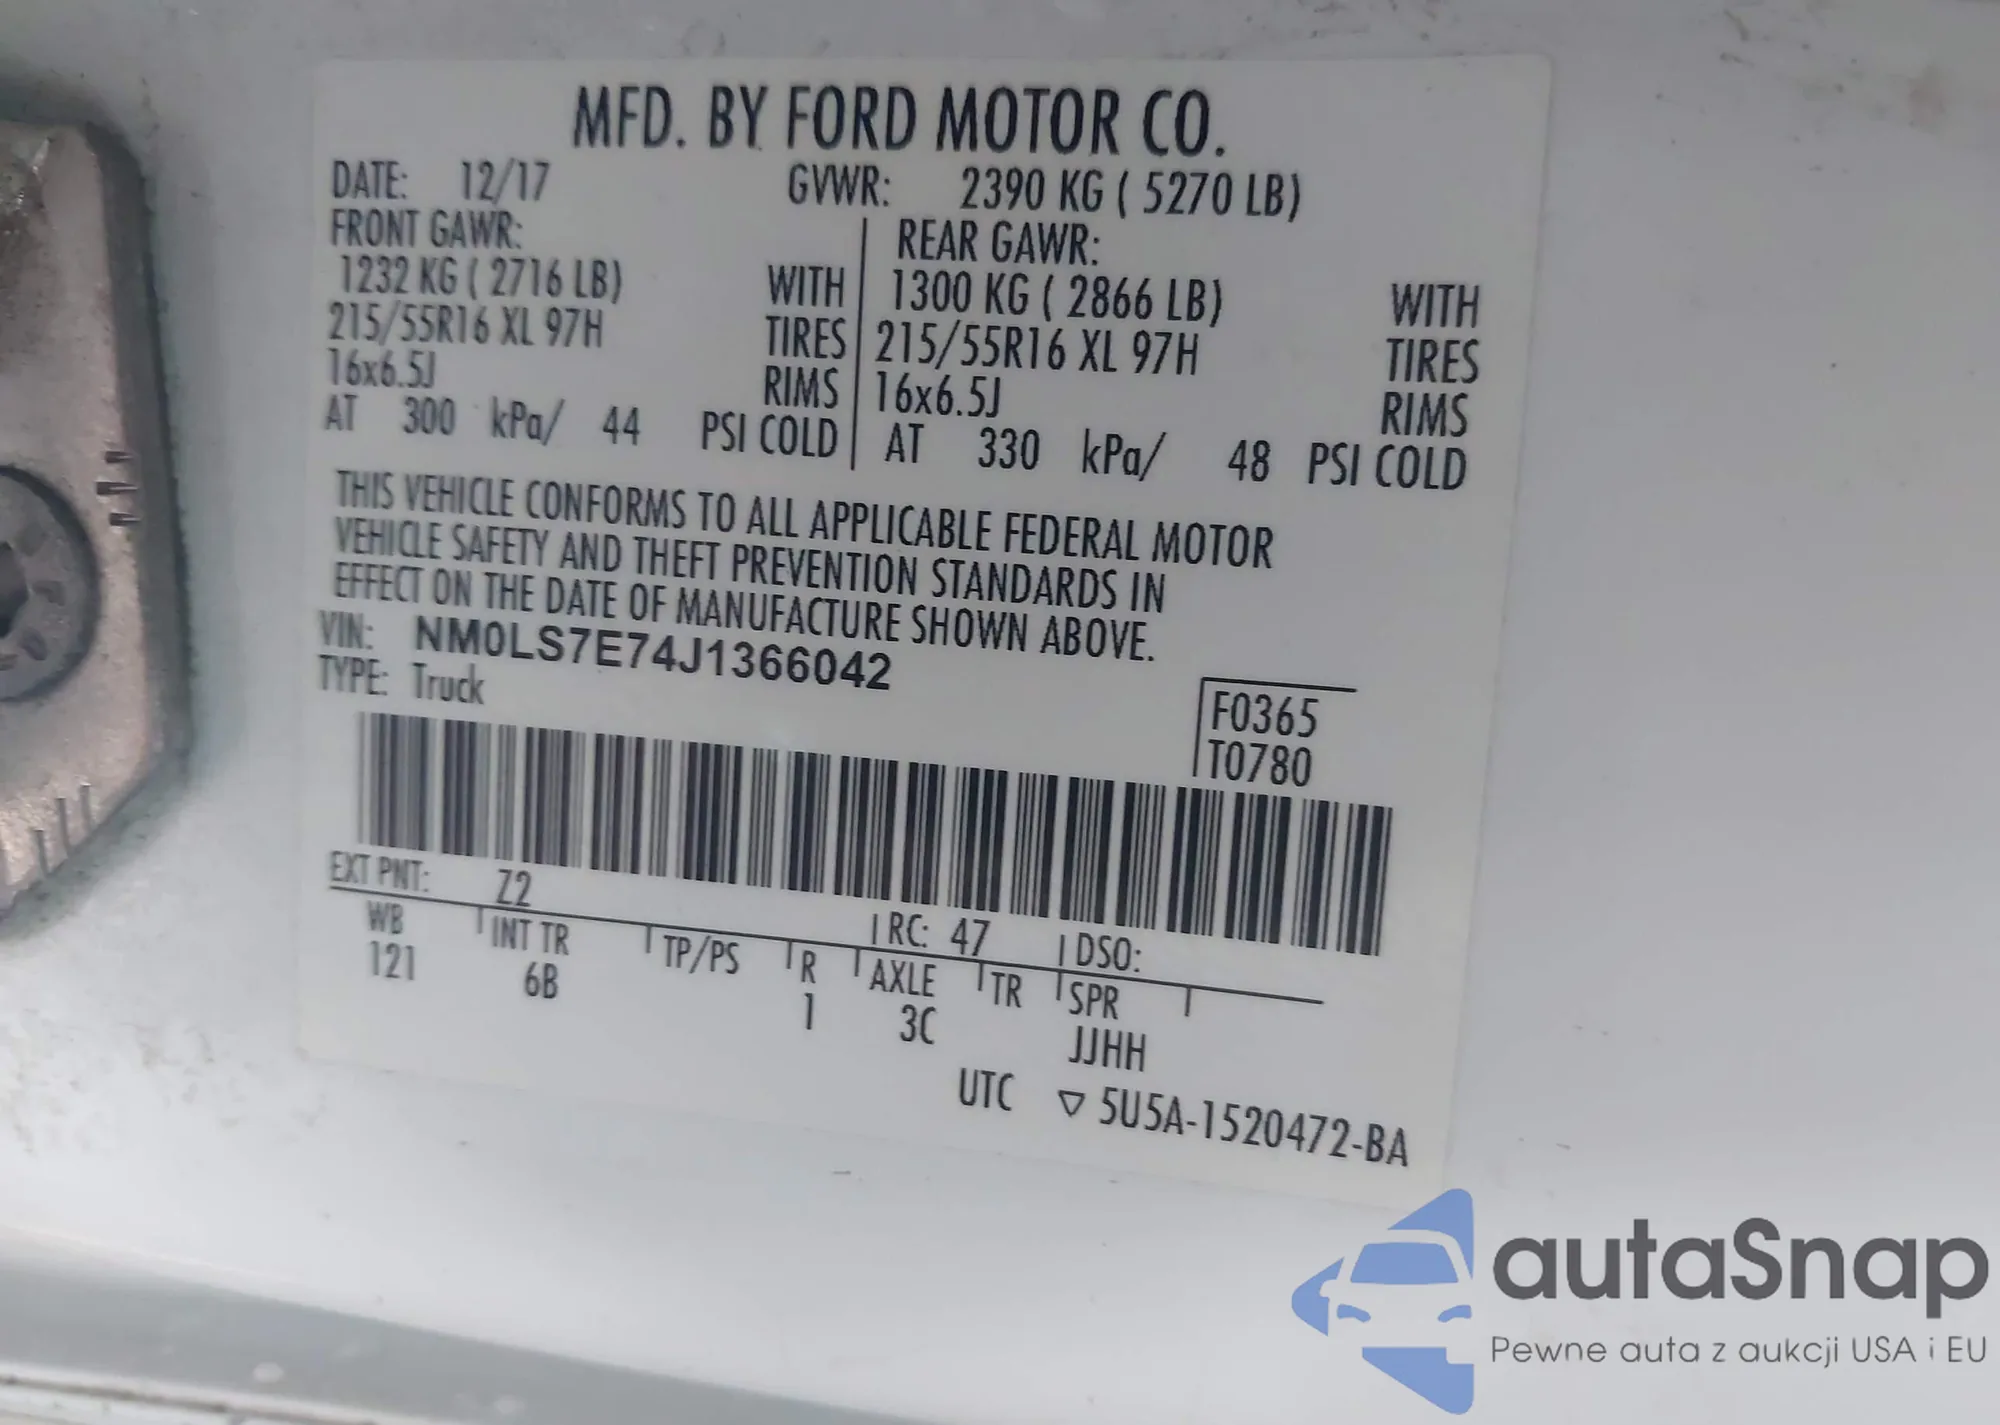 MFD. BY FORD MOTOR CO.
DATE: 12/17 GVWR: 2390 KG ( 5270 LB)
FRONT GAWR: REAR GAWR:
1232 KG ( 2716 LB) WITH 1300 KG ( 2866 LB) WITH
215/55R16 XL 97H TIRES 215/55R16 XL 97H TIRES
16x6.5J RIMS 16x6.5J RIMS
AT 300 kPa/ 44 PSI COLD AT 330 kPa/ 48 PSI COLD
THIS VEHICLE CONFORMS TO ALL APPLICABLE FEDERAL MOTOR
VEHICLE SAFETY AND THEFT PREVENTION STANDARDS IN
EFFECT ON THE DATE OF MANUFACTURE SHOWN ABOVE.
VIN: NM0LS7E74J1366042
TYPE: Truck
F0365
T0780
EXT PNT: Z2 RC: 47 DSO:
WB INT TR TP/PS R AXLE TR SPR
121 6B 1 3C JJHH
UTC ▽ 5U5A-1520472-BA
autaSnap
Pewne auta z aukcji USA i EU